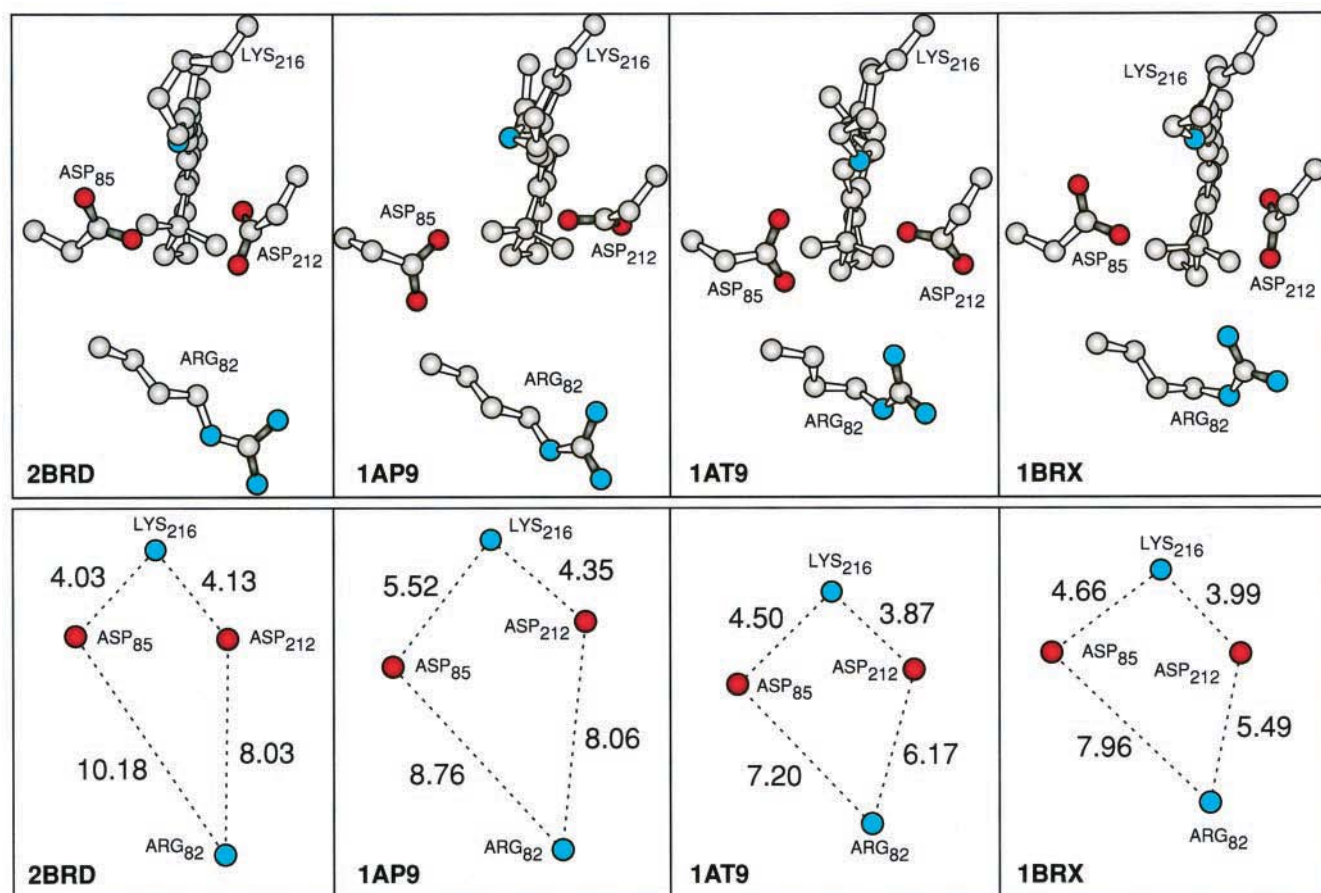 LYS216
ASP85
ASP212
ARG82
2BRD
LYS216
ASP85
ASP212
ARG82
1AP9
LYS216
ASP85
ASP212
ARG82
1AT9
LYS216
ASP85
ASP212
ARG82
1BRX
LYS216
4.03
4.13
ASP85
ASP212
10.18
8.03
ARG82
2BRD
LYS216
5.52
4.35
ASP212
ASP85
8.76
8.06
ARG82
1AP9
LYS216
4.50
3.87
ASP212
ASP85
7.20
6.17
ARG82
1AT9
LYS216
4.66
3.99
ASP85
ASP212
7.96
5.49
ARG82
1BRX